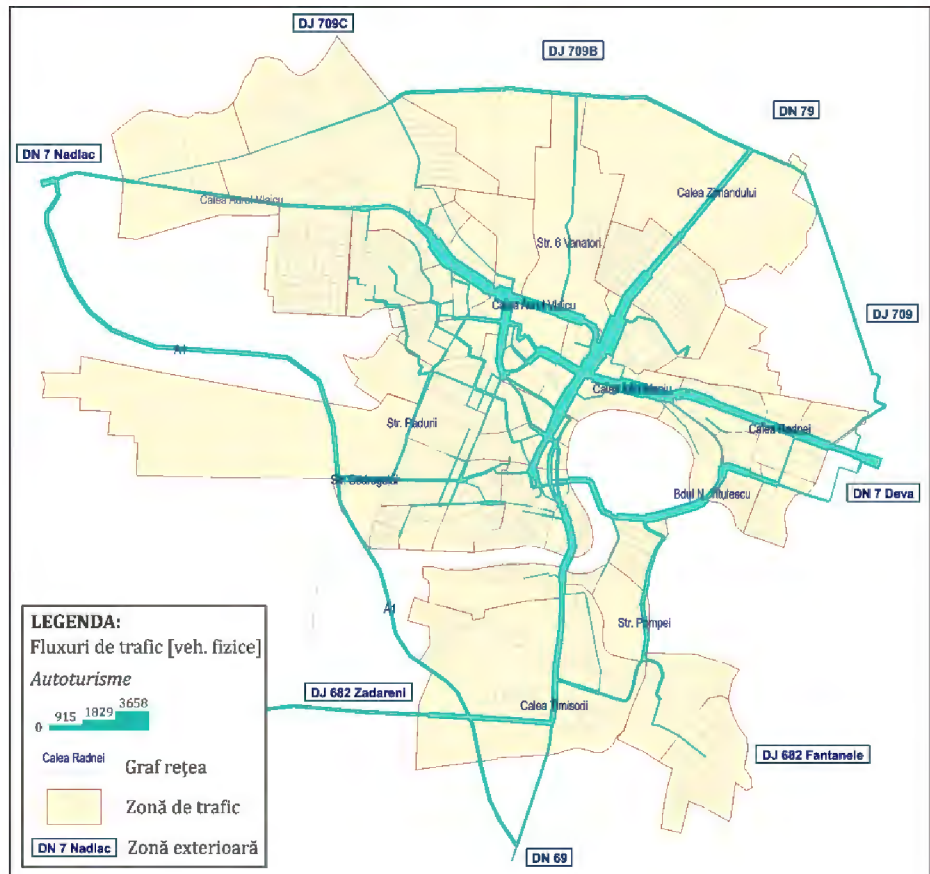 DJ 709C
DJ 709B
DN 79
DN 7 Nadlac
Calea Zimandului
Calea Aurel Vlaicu
Str. 6 Vanatori
Calea Aurel Vlaicu
DJ 709
A1
Calea Iuliu Maniu
Str. Padurii
Calea Radnei
DN 7 Deva
Bdul N. Titulescu
A1
Str. Pompei
DJ 682 Zadareni
Calea Timisorii
DJ 682 Fantanele
DN 69
LEGENDA:
Fluxuri de trafic [veh. fizice]
Autoturisme
0 915 1829 3658
Calea Radnei Graf rețea
Zonă de trafic
DN 7 Nadlac Zonă exterioară